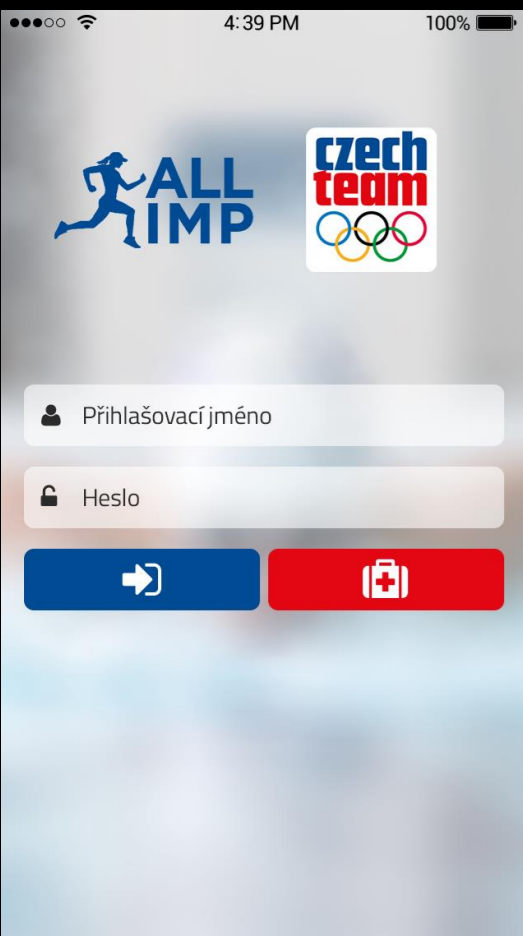 4:39 PM
100%
ALL
IMP
czech
team
Přihlašovací jméno
Heslo